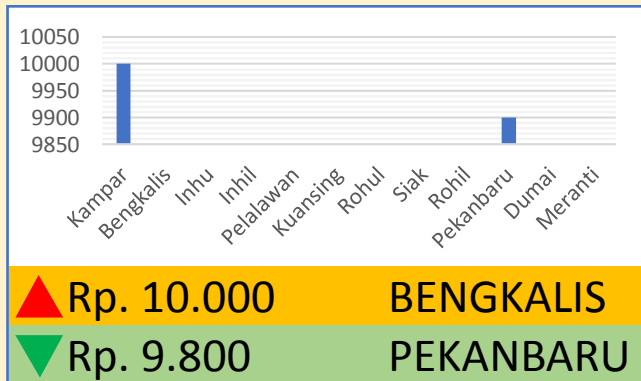 10050
10000
9950
9900
9850
Kampar
Bengkalis
Inhu
Inhil
Pelalawan
Kuansing
Rohul
Siak
Rohil
Pekanbaru
Dumai
Meranti
Rp. 10.000 BENGKALIS
Rp. 9.800 PEKANBARU